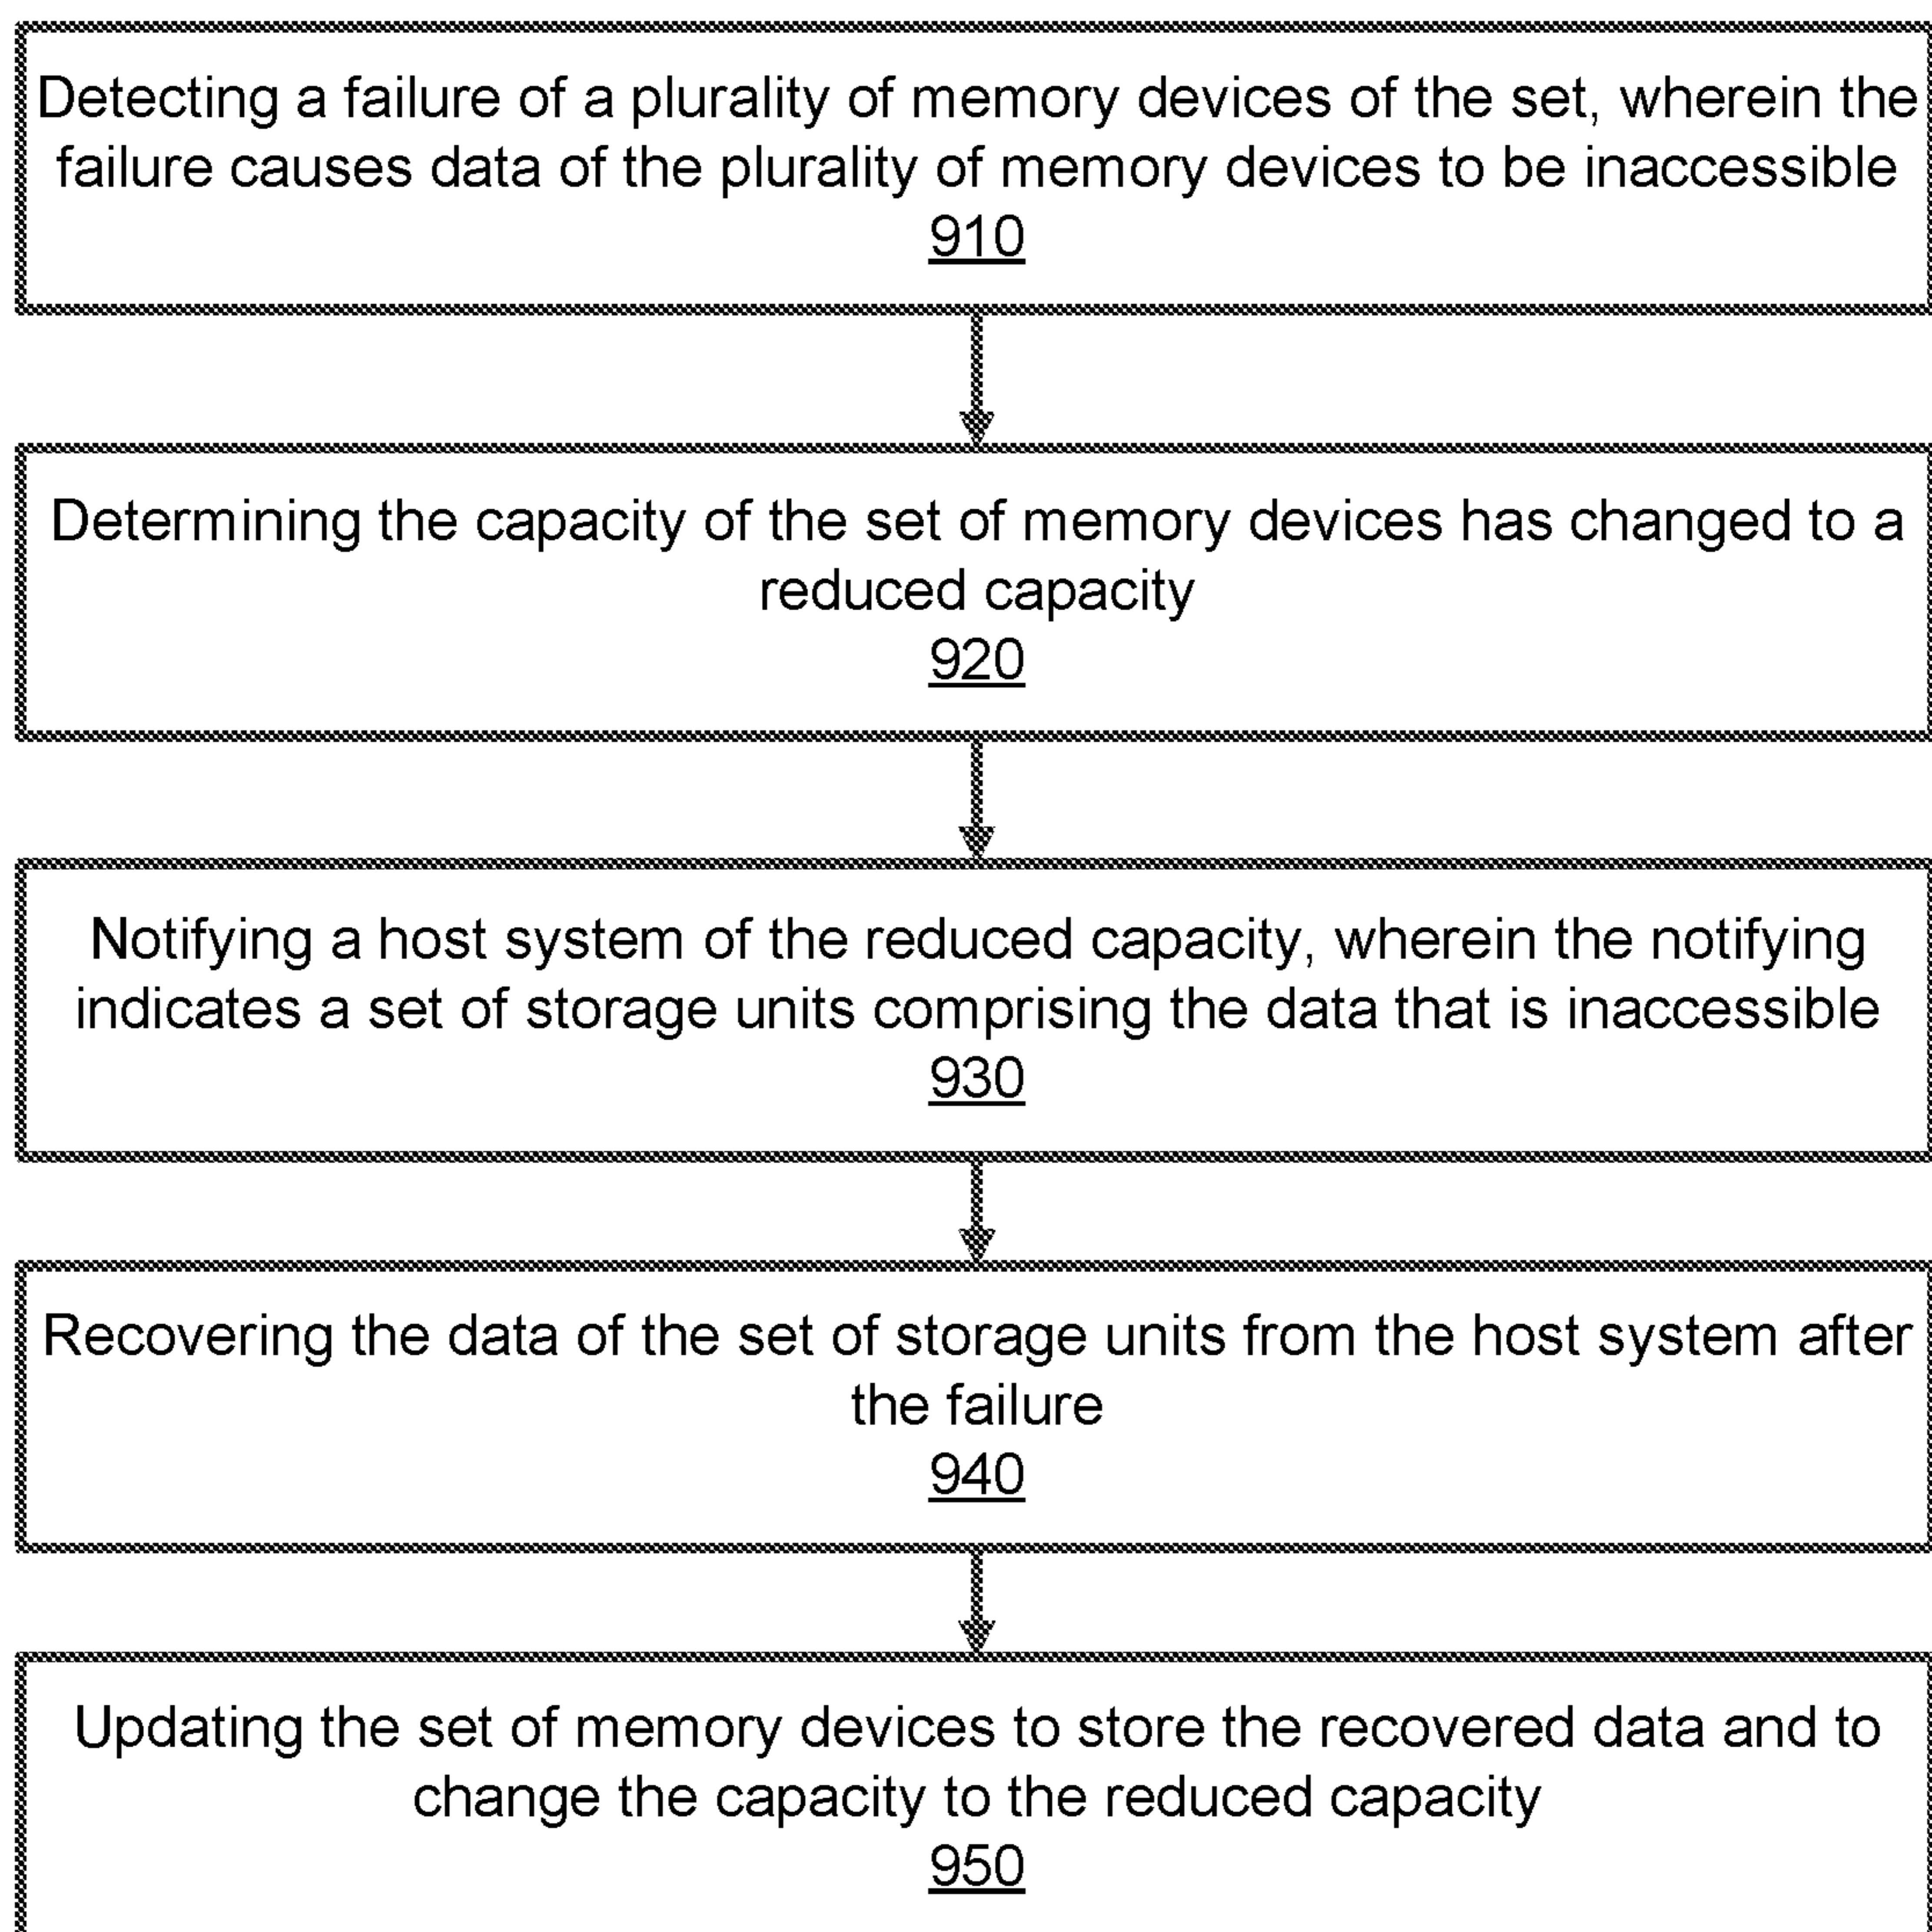 Detecting a failure of a plurality of memory devices of the set, wherein the
failure causes data of the plurality of memory devices to be inaccessible
910
Determining the capacity of the set of memory devices has changed to a
reduced capacity
920
Notifying a host system of the reduced capacity, wherein the notifying
indicates a set of storage units comprising the data that is inaccessible
930
Recovering the data of the set of storage units from the host system after
the failure
940
Updating the set of memory devices to store the recovered data and to
change the capacity to the reduced capacity
950